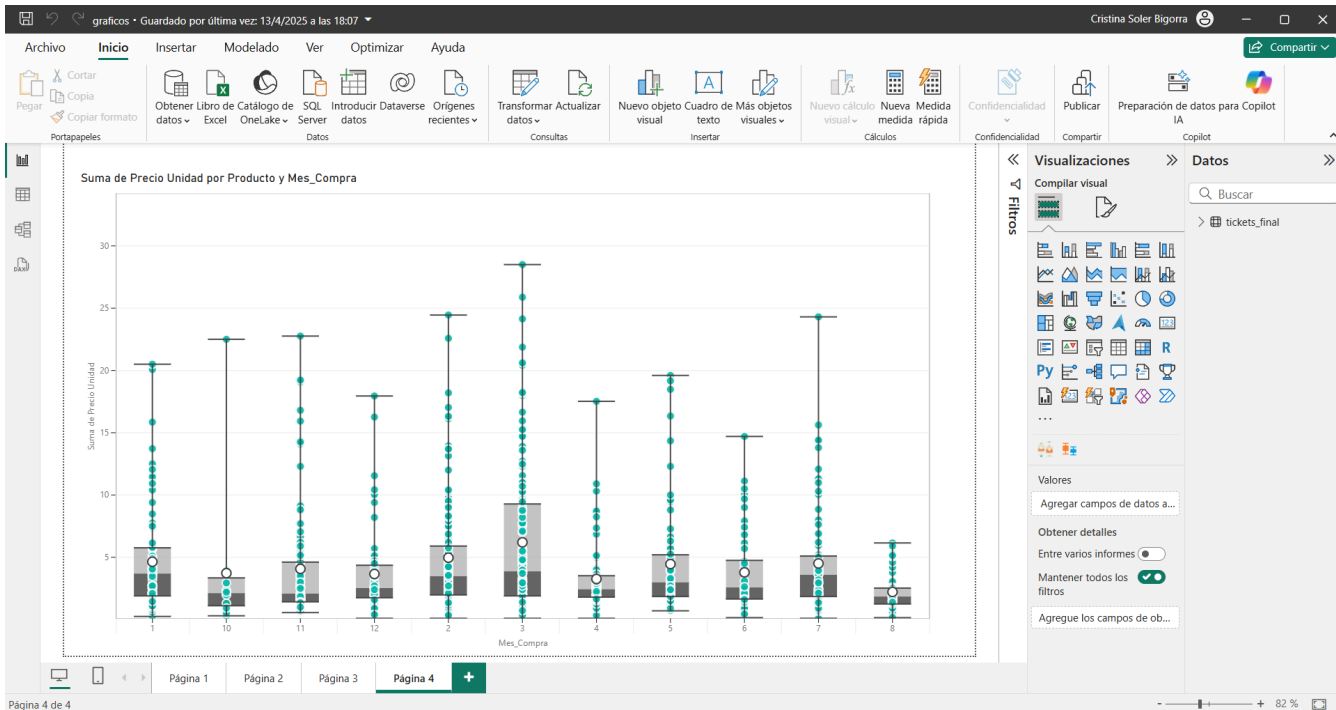 graficos • Guardado por última vez: 13/4/2025 a las 18:07
Cristina Soler Bigorra
Archivo
Inicio
Insertar
Modelado
Ver
Optimizar
Ayuda
Compartir
Pegar
Cortar
Copia
Copiar formato
Portapapeles
Obtener datos
Libro de Excel
Catálogo de OneLake
SQL Server
Introducir datos
Dataverse
Orígenes recientes
Datos
Transformar datos
Actualizar
Consultas
Nuevo objeto visual
Cuadro de texto
Más objetos visuales
Insertar
Nuevo cálculo visual
Nueva medida
Medida rápida
Cálculos
Confidencialidad
Confidencialidad
Publicar
Compartir
Preparación de datos para IA
Copilot
Copilot
Suma de Precio Unidad por Producto y Mes_Compra
Suma de Precio Unidad
30
25
20
15
10
5
1 10 11 12 2 3 4 5 6 7 8
Mes_Compra
Filtros
Visualizaciones
Compilar visual
123
R
Py
123
...
Valores
Agregar campos de datos a...
Obtener detalles
Entre varios informes
Mantener todos los
filtros
Agregue los campos de ob...
Datos
Buscar
tickets_final
DAX
Página 1
Página 2
Página 3
Página 4
Página 4 de 4
82 %